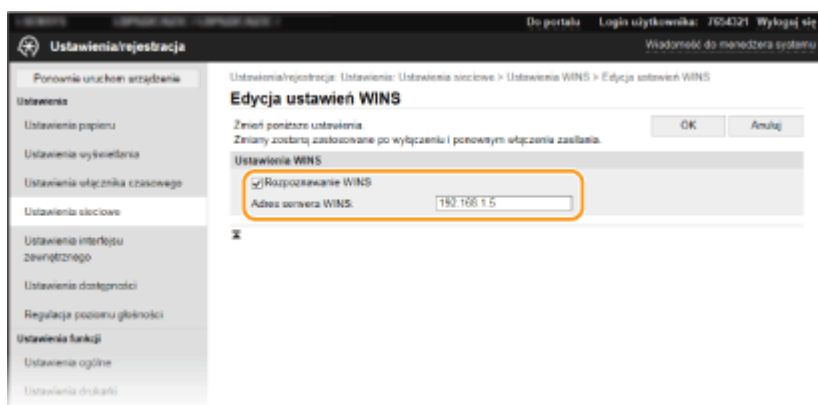 Do portalu Login użytkownika: 7654321 Wyloguj się
Ustawienia/rejestracja
Wiadomość do menedżera systemu
Ponownie uruchom urządzenie
Ustawienia/rejestracja: Ustawienia: Ustawienia sieciowe > Ustawienia WINS > Edycja ustawień WINS
Ustawienia
Edycja ustawień WINS
Ustawienia papieru
Zmień poniższe ustawienia.
OK
Anuluj
Zmiany zostaną zastosowane po wyłączeniu i ponownym włączenia zasilania.
Ustawienia wyświetlania
Ustawienia WINS
Ustawienia włącznika czasowego
Rozpoznawanie WINS
Adres serwera WINS:
192.168.1.5
Ustawienia sieciowe
Ustawienia interfejsu
zewnętrznego
Ustawienia dostępności
Regulacja poziomu głośności
Ustawienia funkcji
Ustawienia ogólne
Ustawienia drukarki